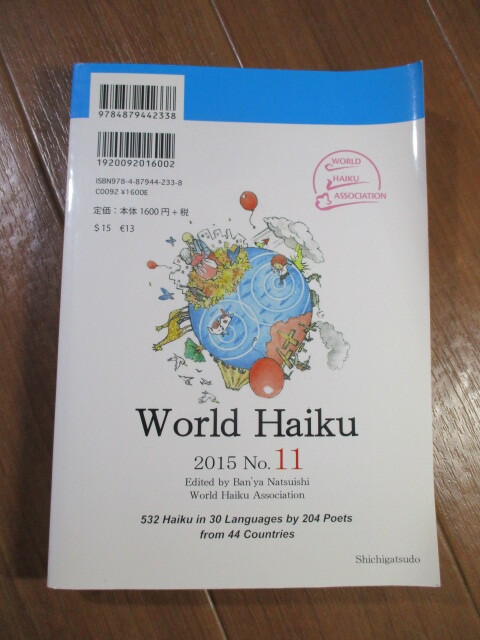 9784879442338
1920092016002
ISBN978-4-87944-233-8
C0092 ¥1600E
定価：本体 1600 円＋税
$ 15 €13
WORLD
HAIKU
ASSOCIATION
World Haiku
2015 No. 11
Edited by Ban'ya Natsuishi
World Haiku Association
532 Haiku in 30 Languages by 204 Poets
from 44 Countries
Shichigatsudo